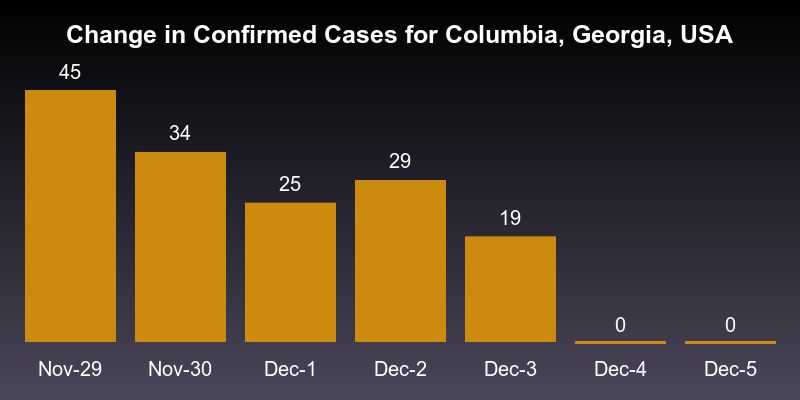 Change in Confirmed Cases for Columbia, Georgia, USA
45
34
25
29
19
0
0
Nov-29
Nov-30
Dec-1
Dec-2
Dec-3
Dec-4
Dec-5